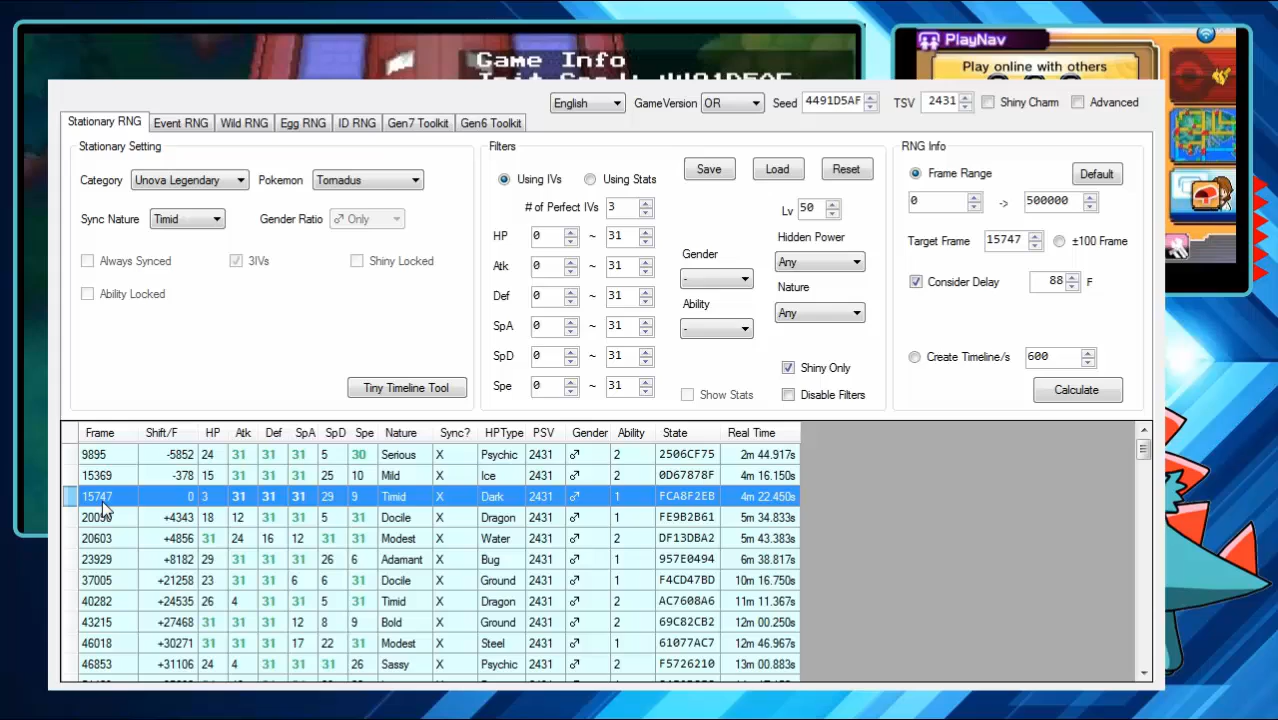 PlayNav
Game Info
Play online with others
English GameVersion OR Seed 4491D5AF TSV 2431 Shiny Charm Advanced
Stationary RNG Event RNG Wild RNG Egg RNG ID RNG Gen7 Toolkit Gen6 Toolkit
Stationary Setting Filters RNG Info
Category Unova Legendary Pokemon Tornadus Using IVs Using Stats Save Load Reset Frame Range Default
# of Perfect IVs 3 Lv 50 0 -> 500000
Sync Nature Timid Gender Ratio ♂ Only
HP 0 ~ 31 Hidden Power Target Frame 15747 ±100 Frame
Always Synced 3IVs Shiny Locked Atk 0 ~ 31 Gender Any
- Nature Consider Delay 88 F
Ability Locked Def 0 ~ 31 Ability Any
SpA 0 ~ 31 -
SpD 0 ~ 31 Shiny Only Create Timeline/s 600
Tiny Timeline Tool Spe 0 ~ 31 Show Stats Disable Filters Calculate
Frame Shift/F HP Atk Def SpA SpD Spe Nature Sync? HPType PSV Gender Ability State Real Time
9895 -5852 24 31 31 31 5 30 Serious X Psychic 2431 ♂ 2 2506CF75 2m 44.917s
15369 -378 15 31 31 31 25 10 Mild X Ice 2431 ♂ 2 0D67878F 4m 16.150s
15747 0 3 31 31 31 29 9 Timid X Dark 2431 ♂ 1 FCA8F2EB 4m 22.450s
+4343 18 12 31 31 5 31 Docile X Dragon 2431 ♂ 1 FE9B2B61 5m 34.833s
20603 +4856 31 24 16 12 31 31 Modest X Water 2431 ♂ 2 DF13DBA2 5m 43.383s
23929 +8182 29 31 31 31 26 6 Adamant X Bug 2431 ♂ 1 957E0494 6m 38.817s
37005 +21258 23 31 31 6 6 31 Docile X Ground 2431 ♂ 1 F4CD47BD 10m 16.750s
40282 +24535 26 4 31 31 5 31 Timid X Dragon 2431 ♂ 2 AC7608A6 11m 11.367s
43215 +27468 31 31 31 12 8 9 Bold X Ground 2431 ♂ 2 69C82CB2 12m 00.250s
46018 +30271 31 31 31 17 22 31 Modest X Steel 2431 ♂ 1 61077AC7 12m 46.967s
46853 +31106 24 4 31 31 31 26 Sassy X Psychic 2431 ♂ 2 F5726210 13m 00.883s